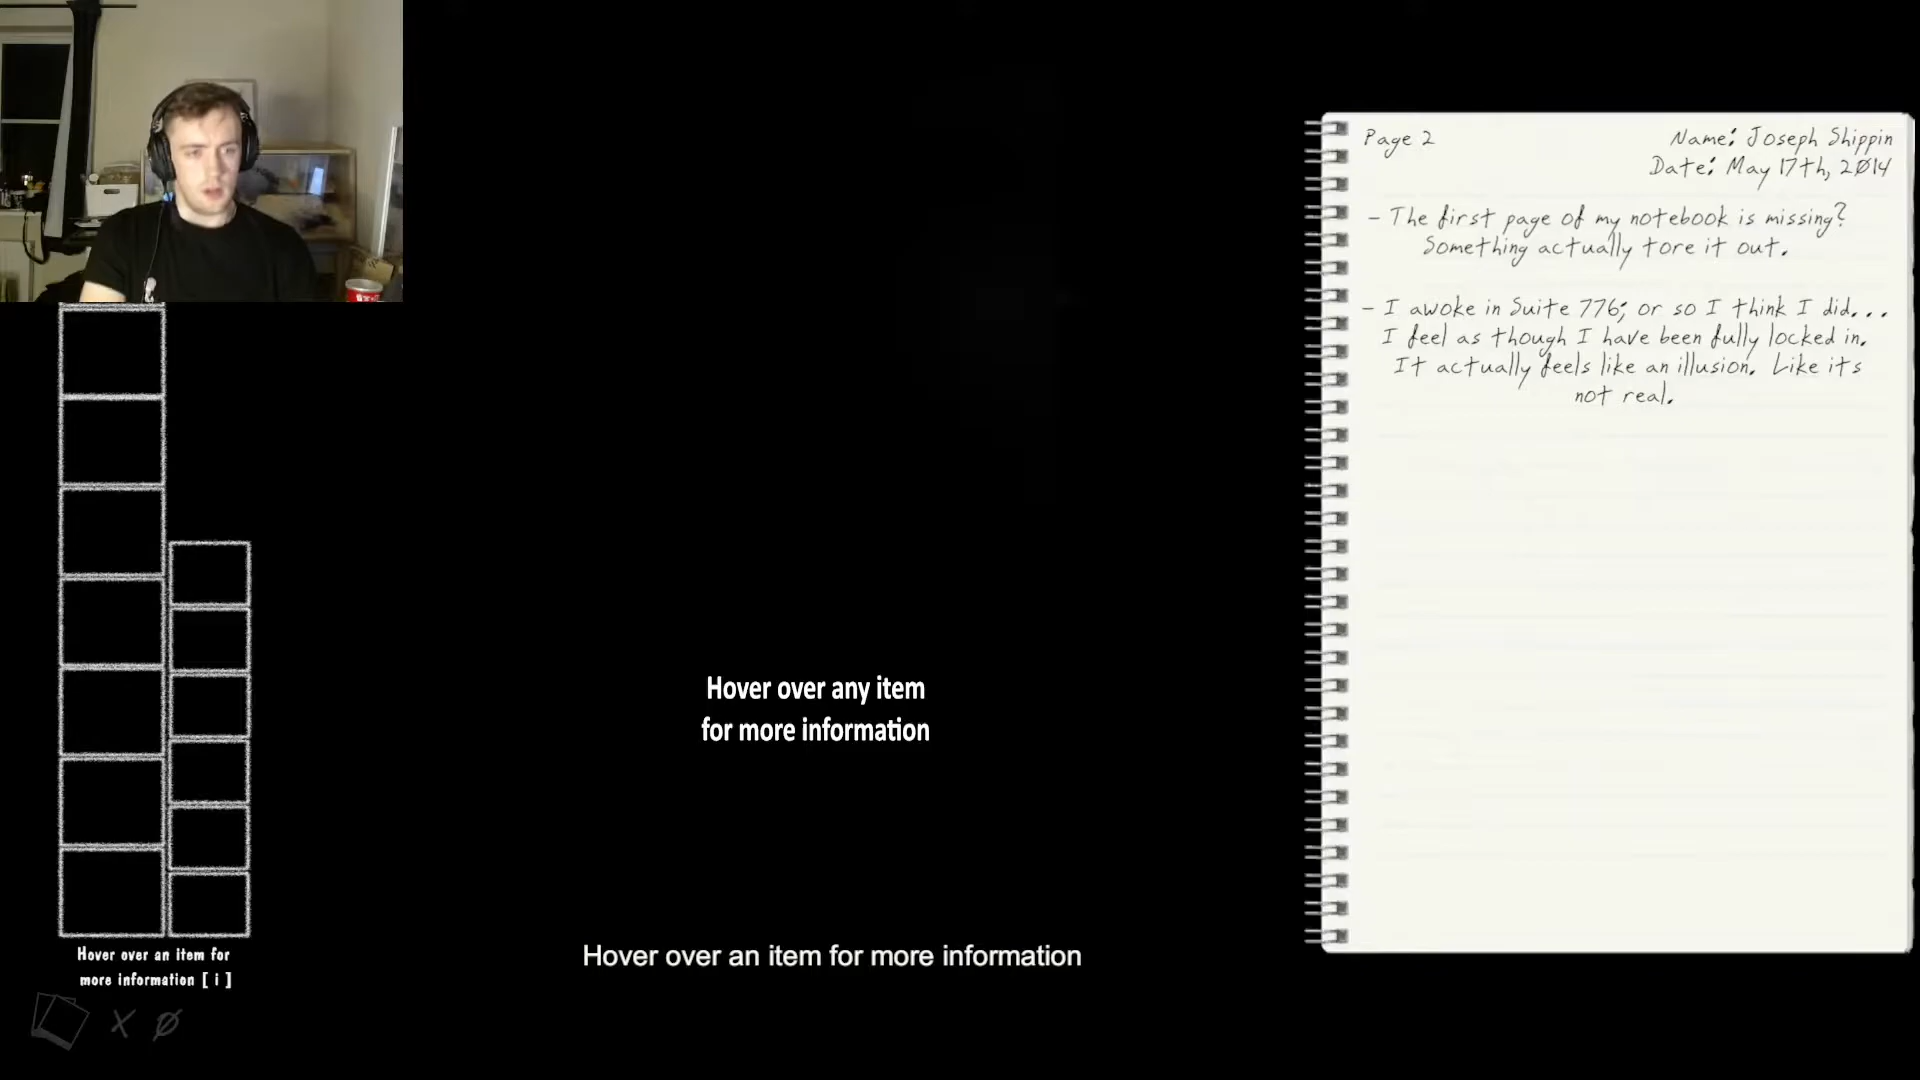 Page 2
Name: Joseph Shippin
Date: May 17th, 2014
- The first page of my notebook is missing?
Something actually tore it out.
- I awoke in Suite 776; or so I think I did...
I feel as though I have been fully locked in.
It actually feels like an illusion. Like its
not real.
Hover over any item
for more information
Hover over an item for
more information [ i ]
X 0
Hover over an item for more information